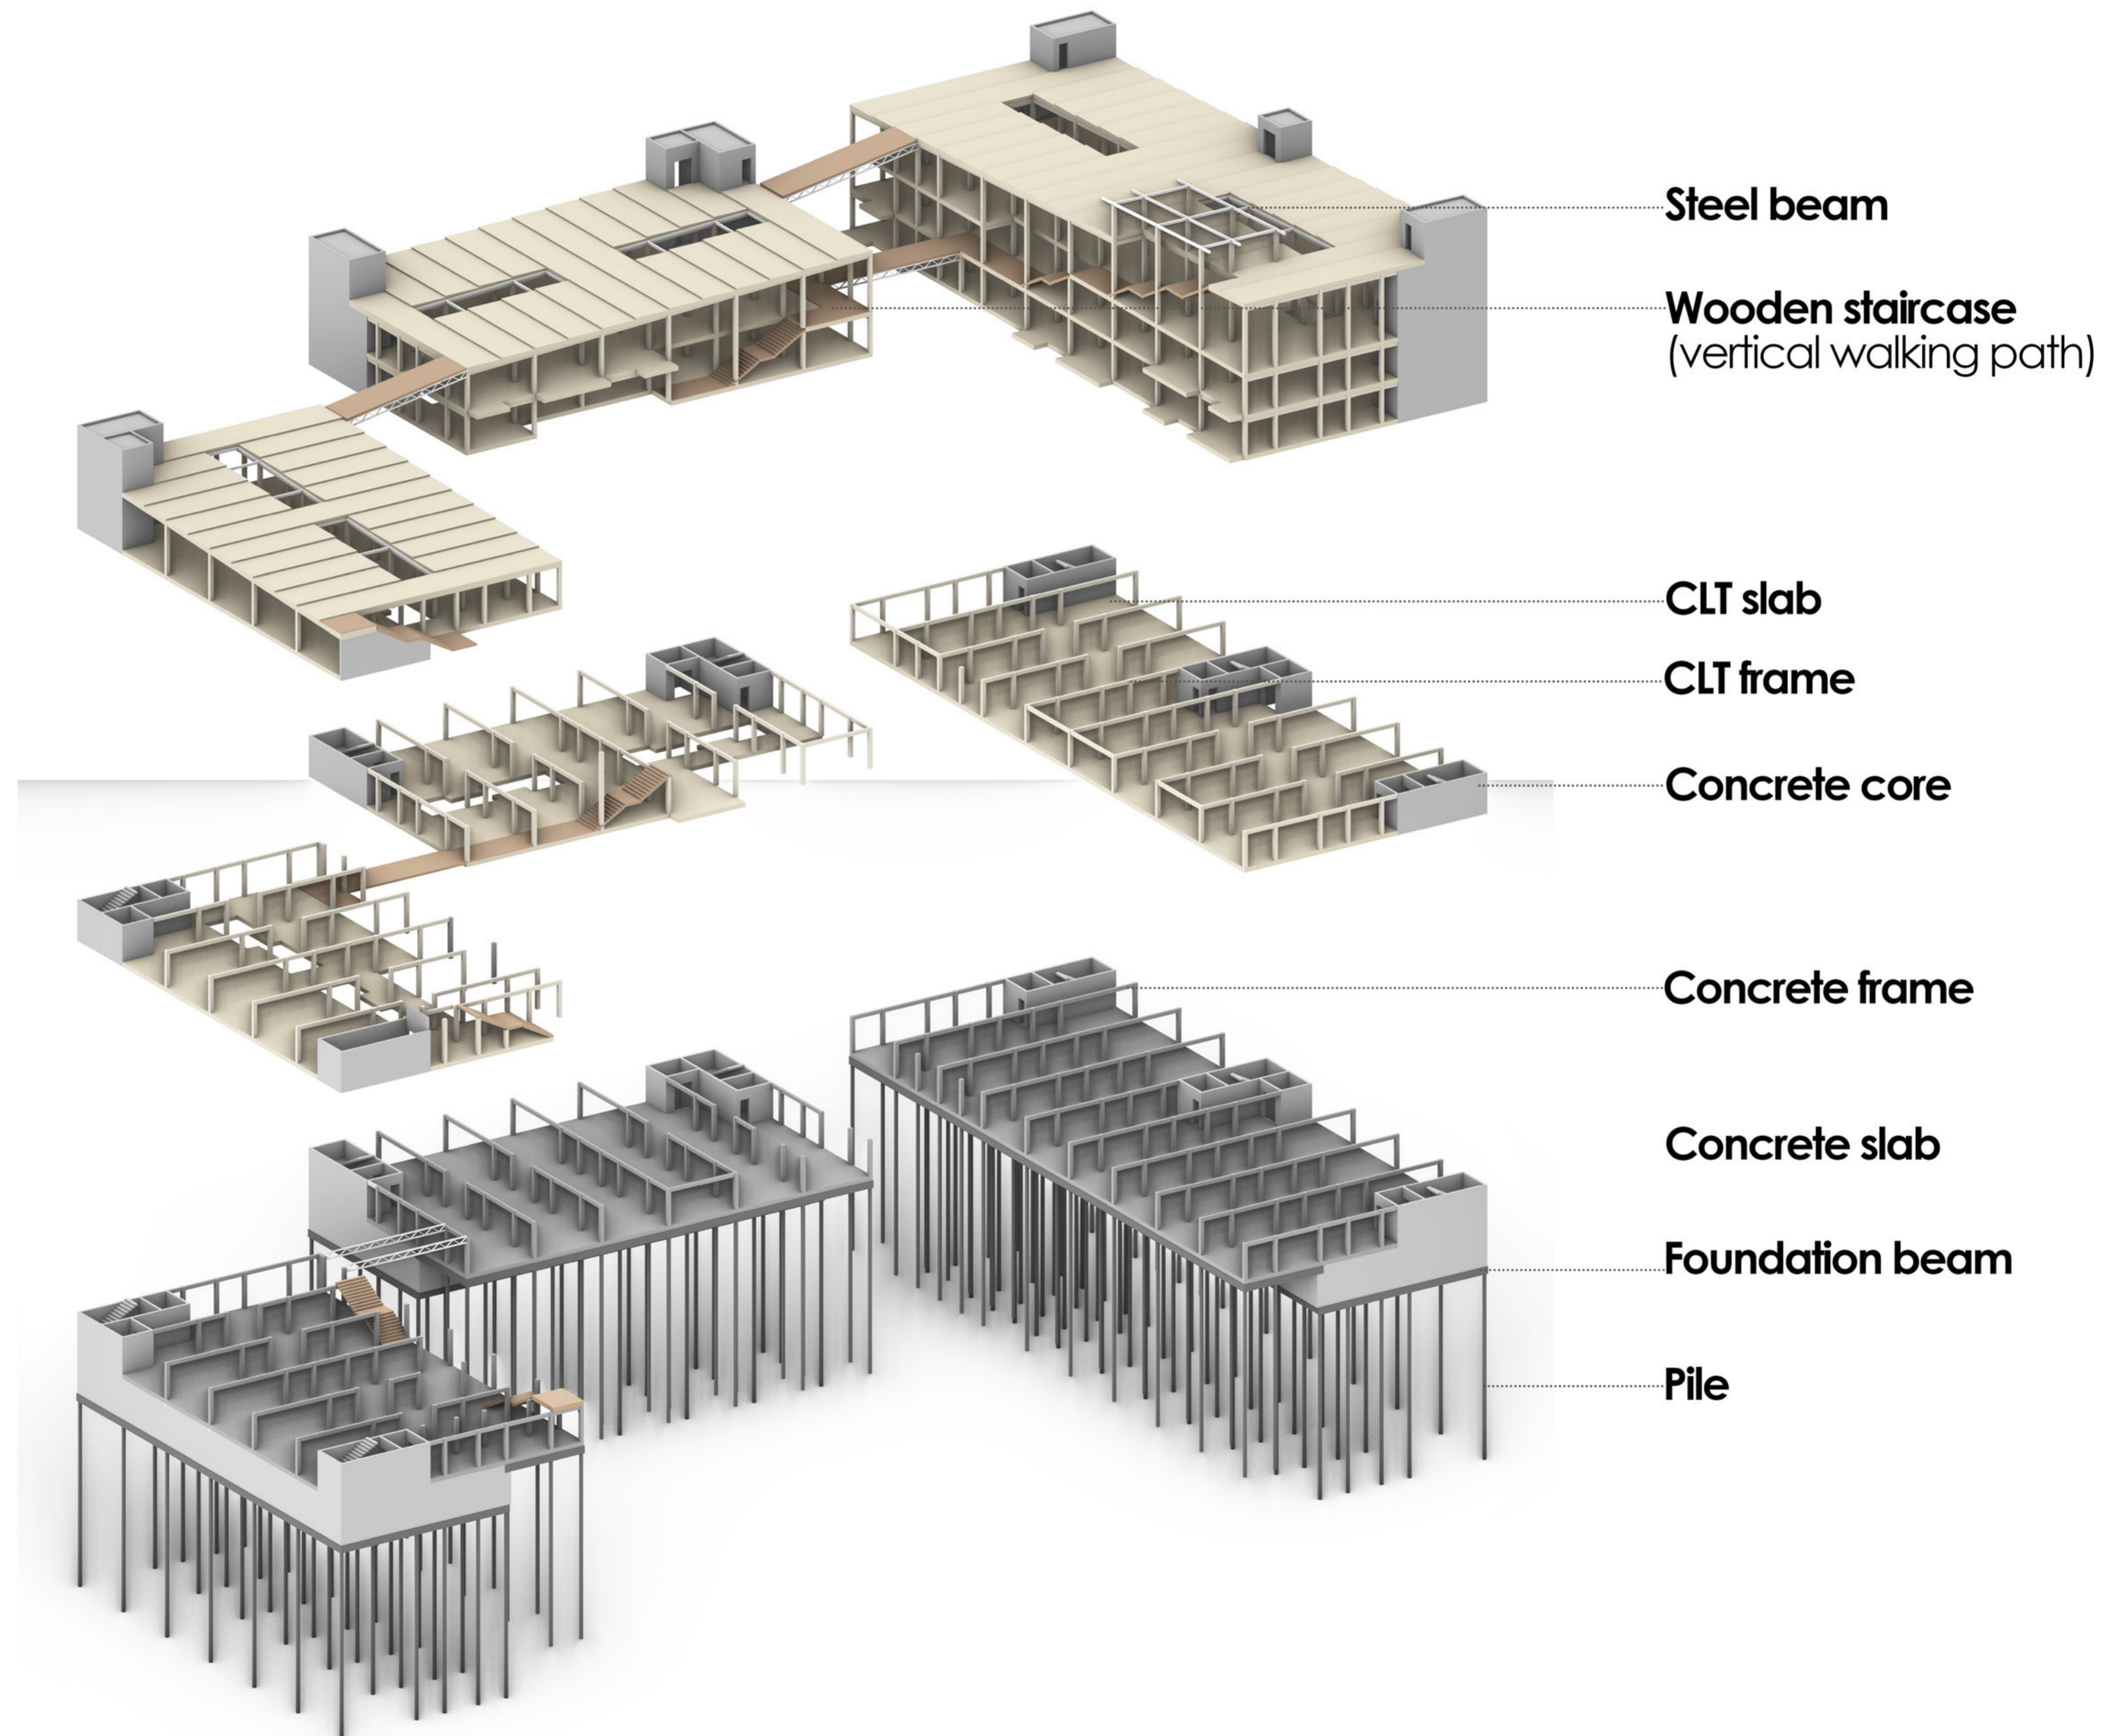 Steel beam
Wooden staircase
(vertical walking path)
CLT slab
CLT frame
Concrete core
Concrete frame
Concrete slab
Foundation beam
Pile